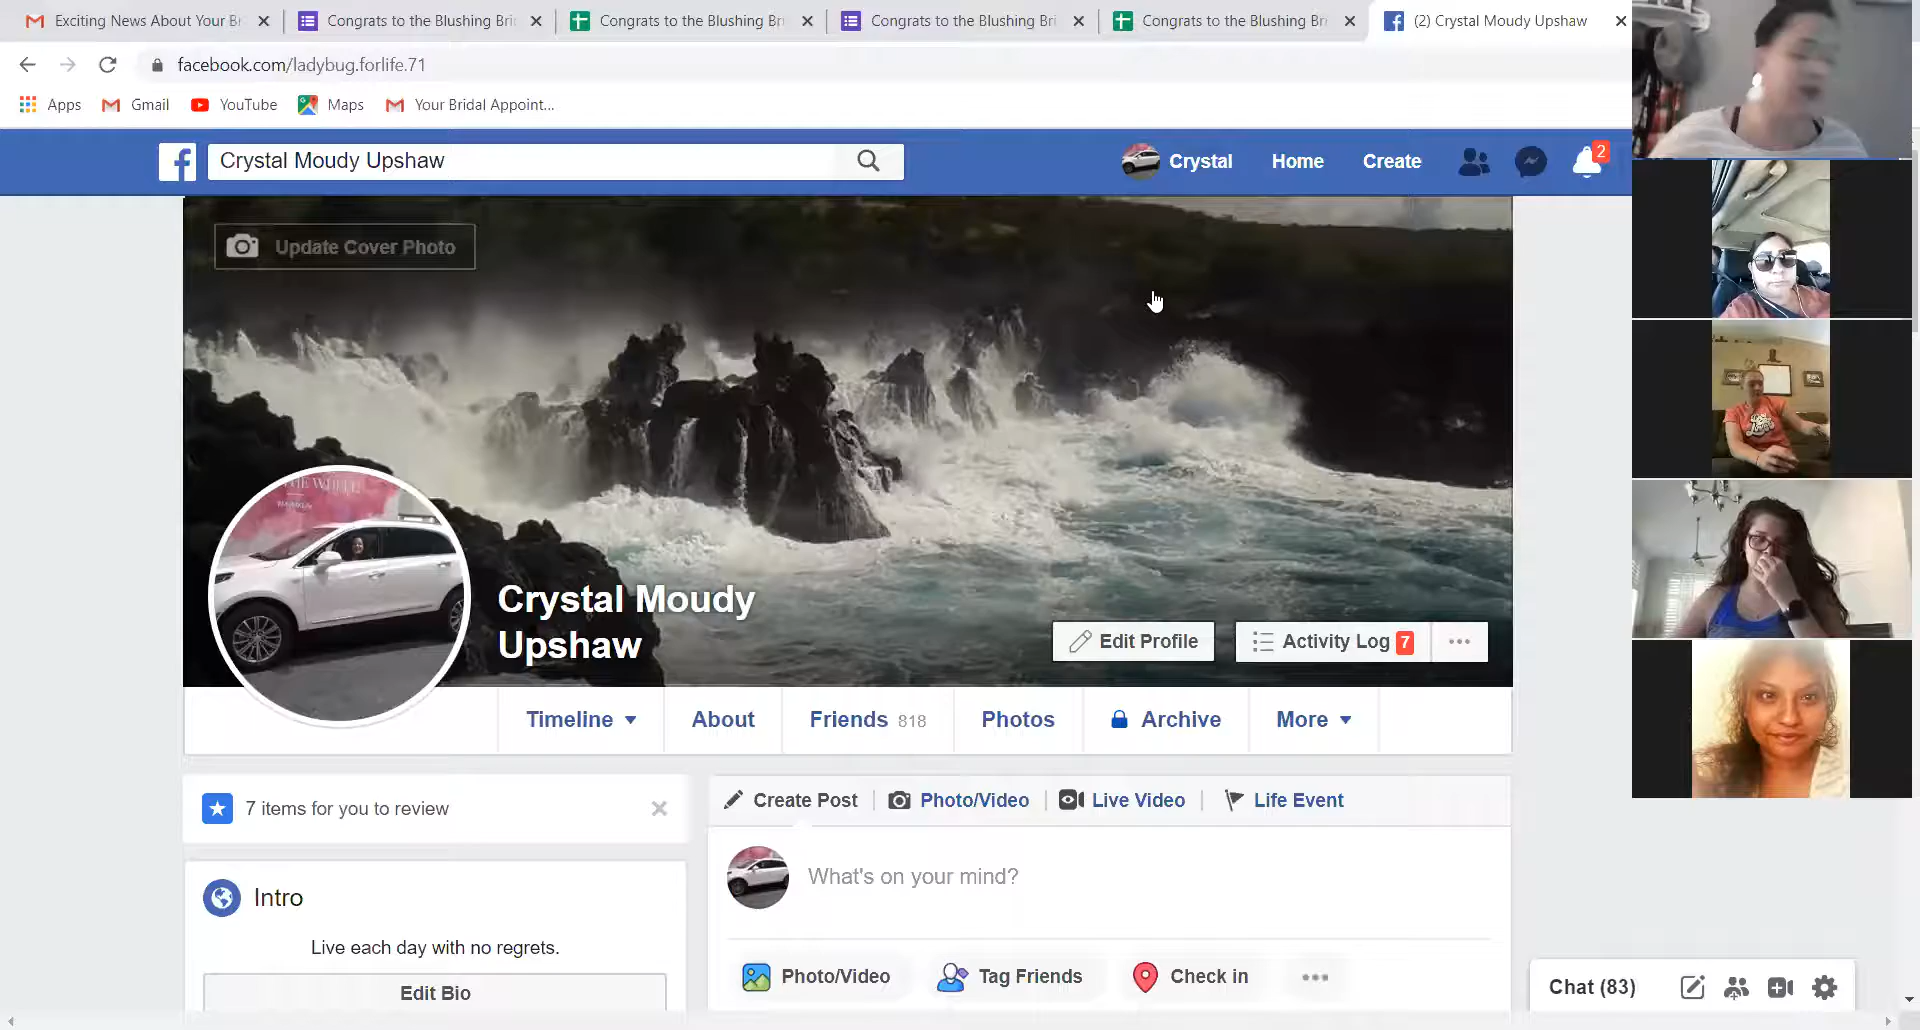 Exciting News About Your Br
Congrats to the Blushing Bri
Congrats to the Blushing Bri
Congrats to the Blushing Bri
Congrats to the Blushing Bri
(2) Crystal Moudy Upshaw
facebook.com/ladybug.forlife.71
Apps
Gmail
YouTube
Maps
Your Bridal Appoint...
Crystal Moudy Upshaw
Crystal
Home
Create
2
Update Cover Photo
THE WHEEL
Crystal Moudy
Upshaw
Edit Profile
Activity Log 7
Timeline
About
Friends 818
Photos
Archive
More
7 items for you to review
Create Post
Photo/Video
Live Video
Life Event
Intro
What's on your mind?
Live each day with no regrets.
Edit Bio
Photo/Video
Tag Friends
Check in
Chat (83)